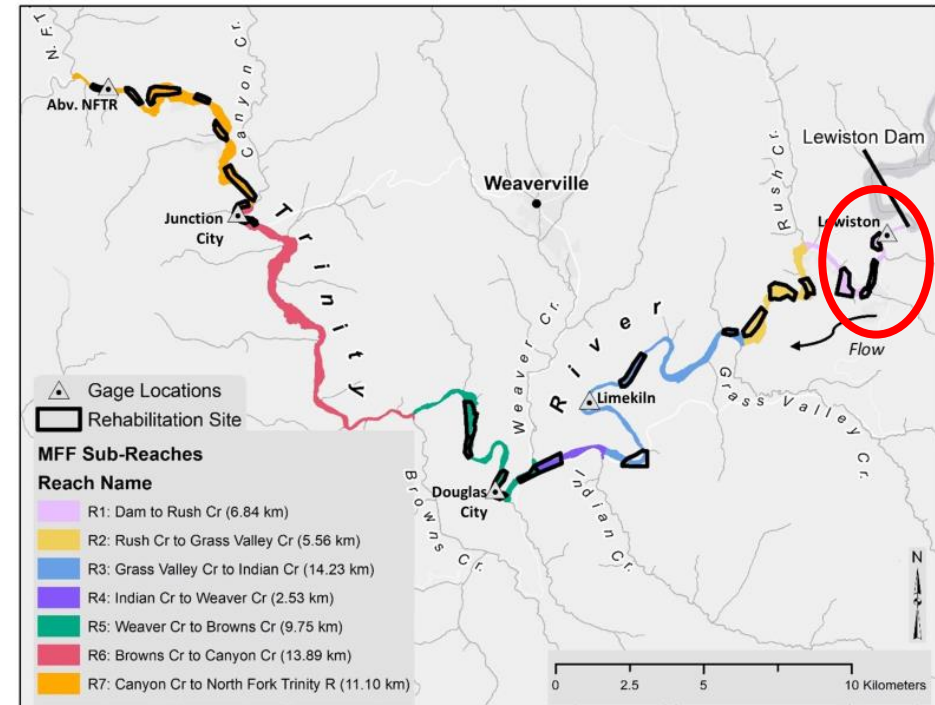 N. F. T
Canyon Cr.
Abv. NFTR
Rush Cr.
Lewiston Dam
Weaverville
Lewiston
Junction
City
Trinity
River
Flow
Weaver Cr.
Limekiln
Grass Valley Cr.
Gage Locations
Rehabilitation Site
MFF Sub-Reaches
Reach Name
R1: Dam to Rush Cr (6.84 km)
R2: Rush Cr to Grass Valley Cr (5.56 km)
R3: Grass Valley Cr to Indian Cr (14.23 km)
R4: Indian Cr to Weaver Cr (2.53 km)
R5: Weaver Cr to Browns Cr (9.75 km)
R6: Browns Cr to Canyon Cr (13.89 km)
R7: Canyon Cr to North Fork Trinity R (11.10 km)
Browns Cr.
Douglas
City
Indian Cr.
N
0 2.5 5 10 Kilometers